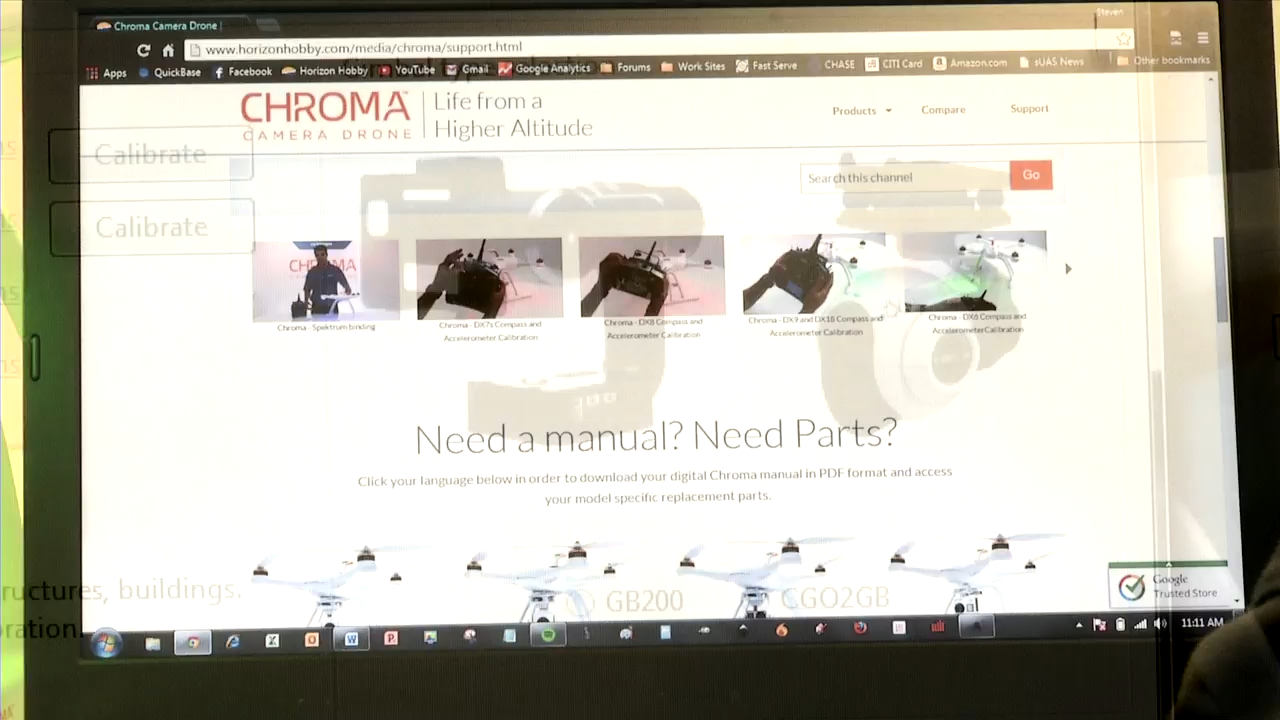 Chroma Camera Drone
Steven
www.horizonhobby.com/media/chroma/support.html
Apps QuickBase Facebook Horizon Hobby YouTube Gmail Google Analytics Forums Work Sites Fast Serve CHASE CITI Card Amazon.com sUAS News Other bookmarks
CHROMA™
CAMERA DRONE
Life from a
Higher Altitude
Products Compare Support
Calibrate
Search this channel Go
Calibrate
CHROMA
Chroma - Spektrum binding
Chroma - DX7s Compass and
Accelerometer Calibration
Chroma - DX8 Compass and
Accelerometer Calibration
Chroma - DX9 and DX18 Compass and
Accelerometer Calibration
Chroma - DX6 Compass and
Accelerometer Calibration
Need a manual? Need Parts?
Click your language below in order to download your digital Chroma manual in PDF format and access
your model specific replacement parts.
ructures, buildings.
GB200
CGO2GB
Google
Trusted Store
oration.
11:11 AM